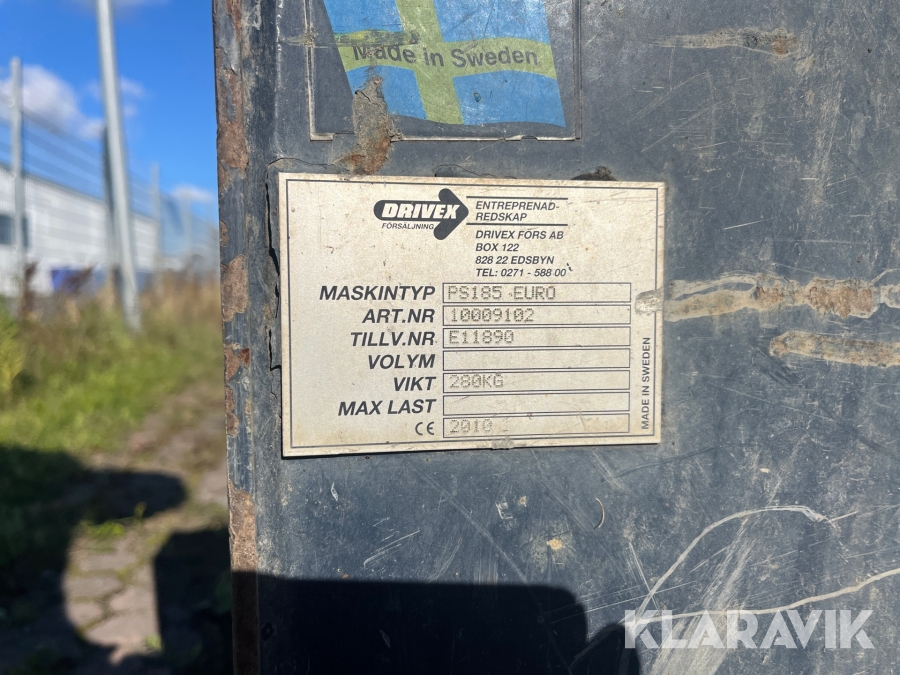 Made in Sweden
DRIVEX
FÖRSÄLJNING
ENTREPRENAD-
REDSKAP
DRIVEX FÖRS AB
BOX 122
828 22 EDSBYN
TEL: 0271 - 588 00
MASKINTYP PS185 EURO
ART.NR 10009102
TILLV.NR E11890
VOLYM
VIKT 280KG
MAX LAST
CE 2010
MADE IN SWEDEN
KLARAVIK